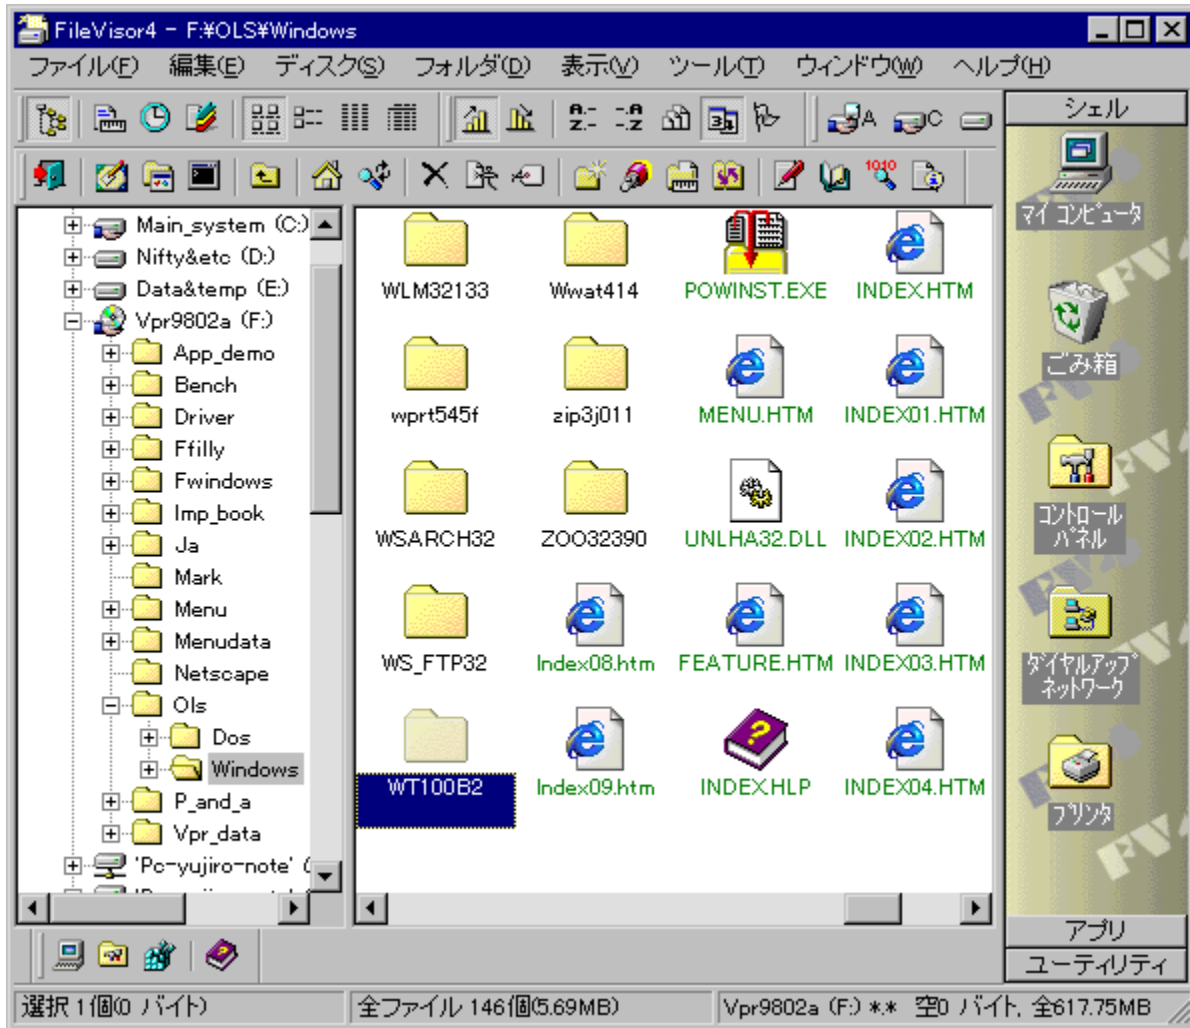 FileVisor4 - F:¥OLS¥Windows
ファイル(F) 編集(E) ディスク(S) フォルダ(D) 表示(V) ツール(T) ウィンドウ(W) ヘルプ(H)
A C
シェル
マイ コンピュータ
ごみ箱
コントロール
パネル
ダイヤルアップ
ネットワーク
プリンタ
アプリ
ユーティリティ
Main_system (C:)
Nifty&etc (D:)
Data&temp (E:)
Vpr9802a (F:)
App_demo
Bench
Driver
Ffilly
Fwindows
Imp_book
Ja
Mark
Menu
Menudata
Netscape
Ols
Dos
Windows
P_and_a
Vpr_data
'Pc-yujiro-note' (
WLM32133 Wwat414 POWINST.EXE INDEX.HTM
wprt545f zip3j011 MENU.HTM INDEX01.HTM
WSARCH32 ZOO32390 UNLHA32.DLL INDEX02.HTM
WS_FTP32 Index08.htm FEATURE.HTM INDEX03.HTM
WT100B2 Index09.htm INDEX.HLP INDEX04.HTM
選択 1個(0 バイト) 全ファイル 146個(5.69MB) Vpr9802a (F:) *.* 空0 バイト, 全617.75MB